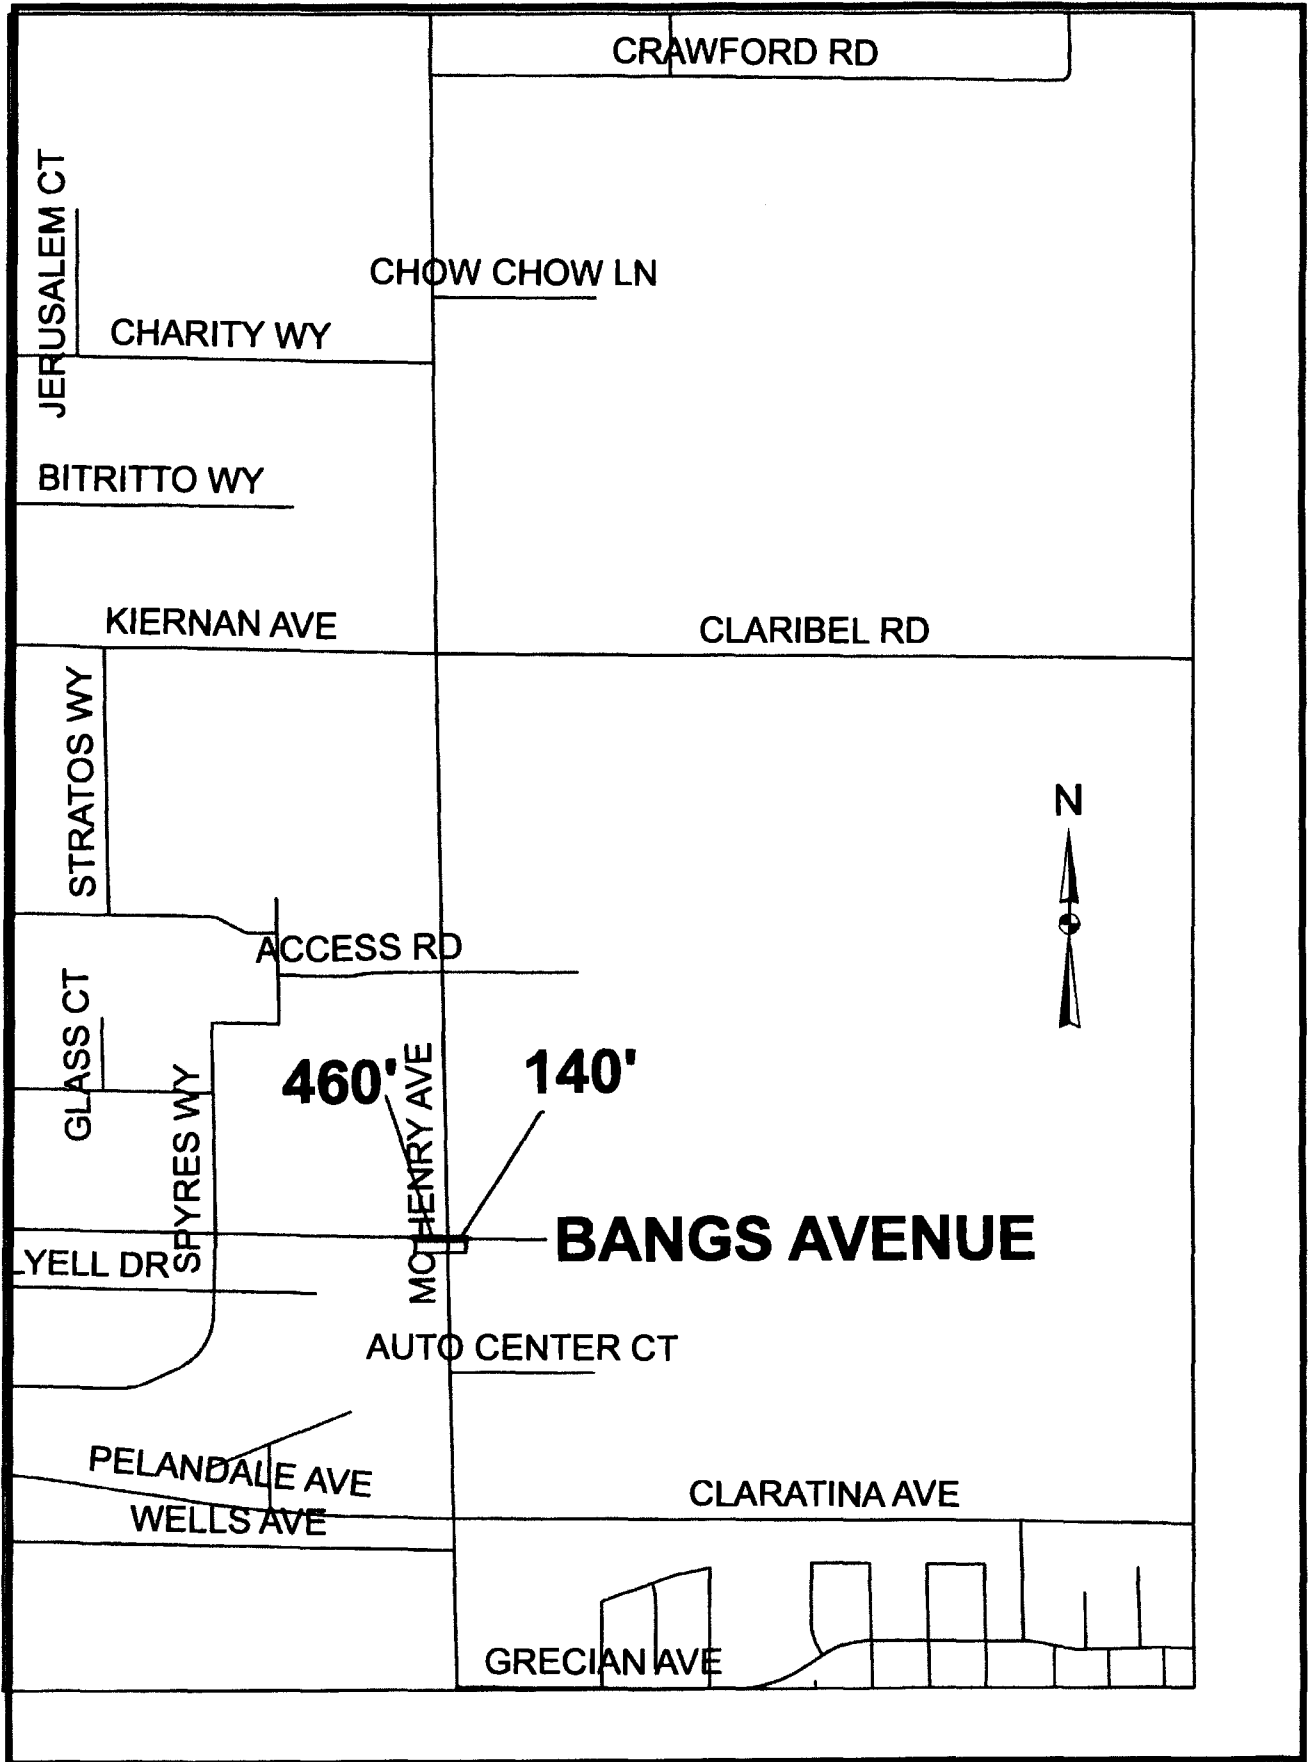 CRAWFORD RD
JERUSALEM CT
CHOW CHOW LN
CHARITY WY
BITRITTO WY
KIERNAN AVE
CLARIBEL RD
STRATOS WY
N
ACCESS RD
GLASS CT
460'
MCHENRY AVE
140'
SPYRES WY
BANGS AVENUE
LYELL DR
AUTO CENTER CT
PELANDALE AVE
CLARATINA AVE
WELLS AVE
GRECIAN AVE